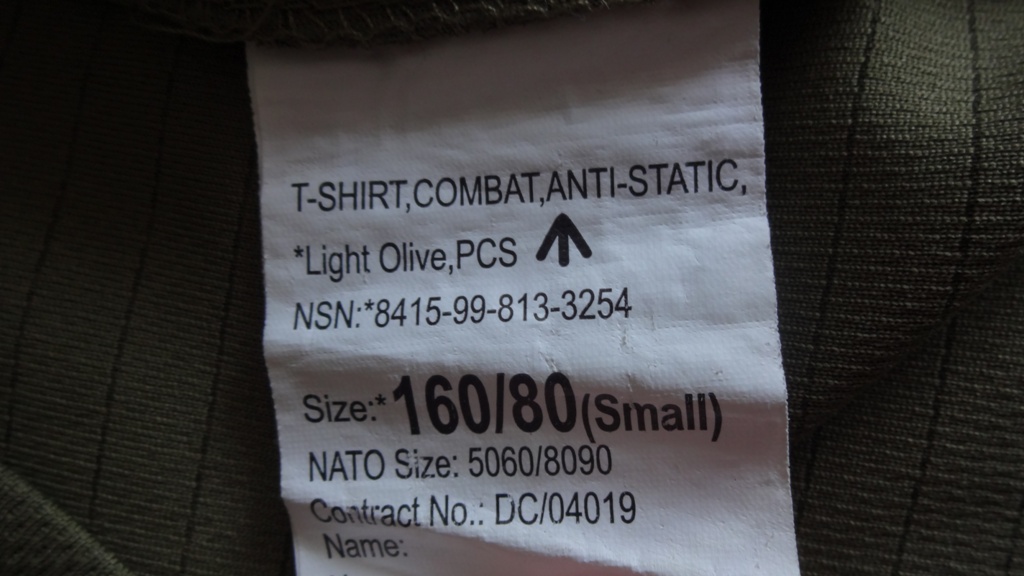 T-SHIRT,COMBAT,ANTI-STATIC,
*Light Olive,PCS
NSN:*8415-99-813-3254
Size:*160/80(Small)
NATO Size: 5060/8090
Contract No.: DC/04019
Name: